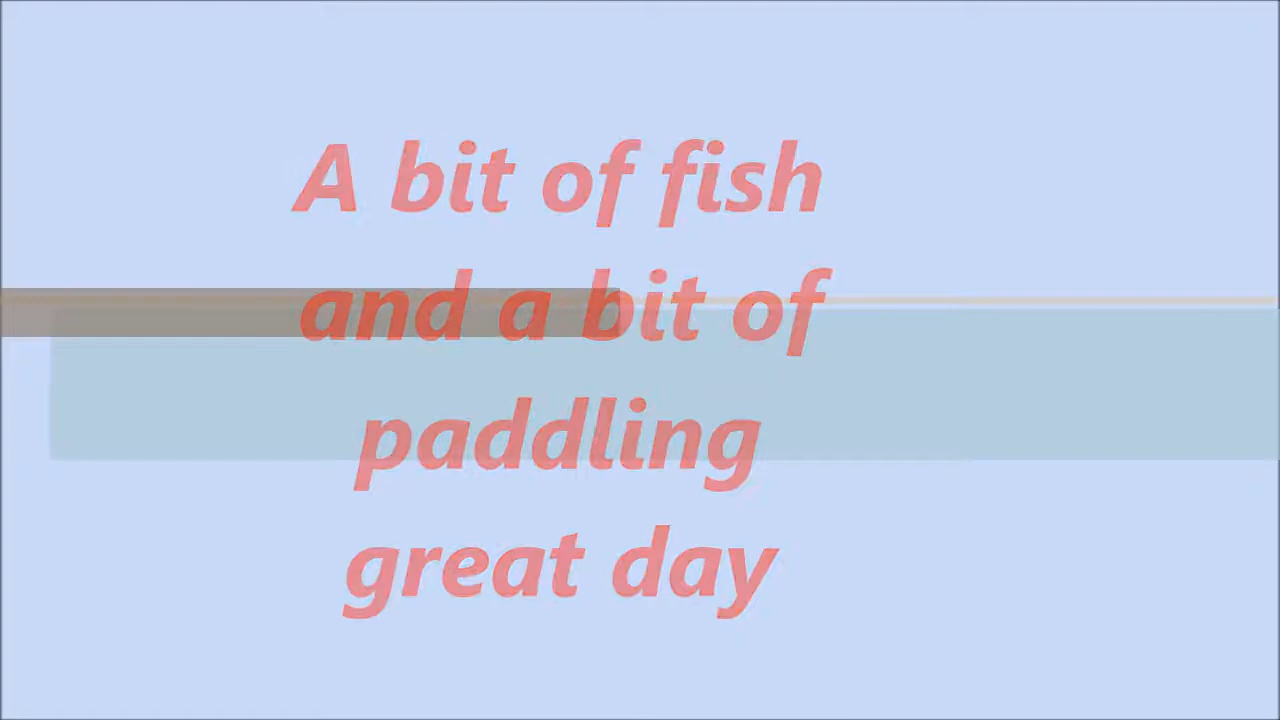 A bit of fish
and a bit of
paddling
great day